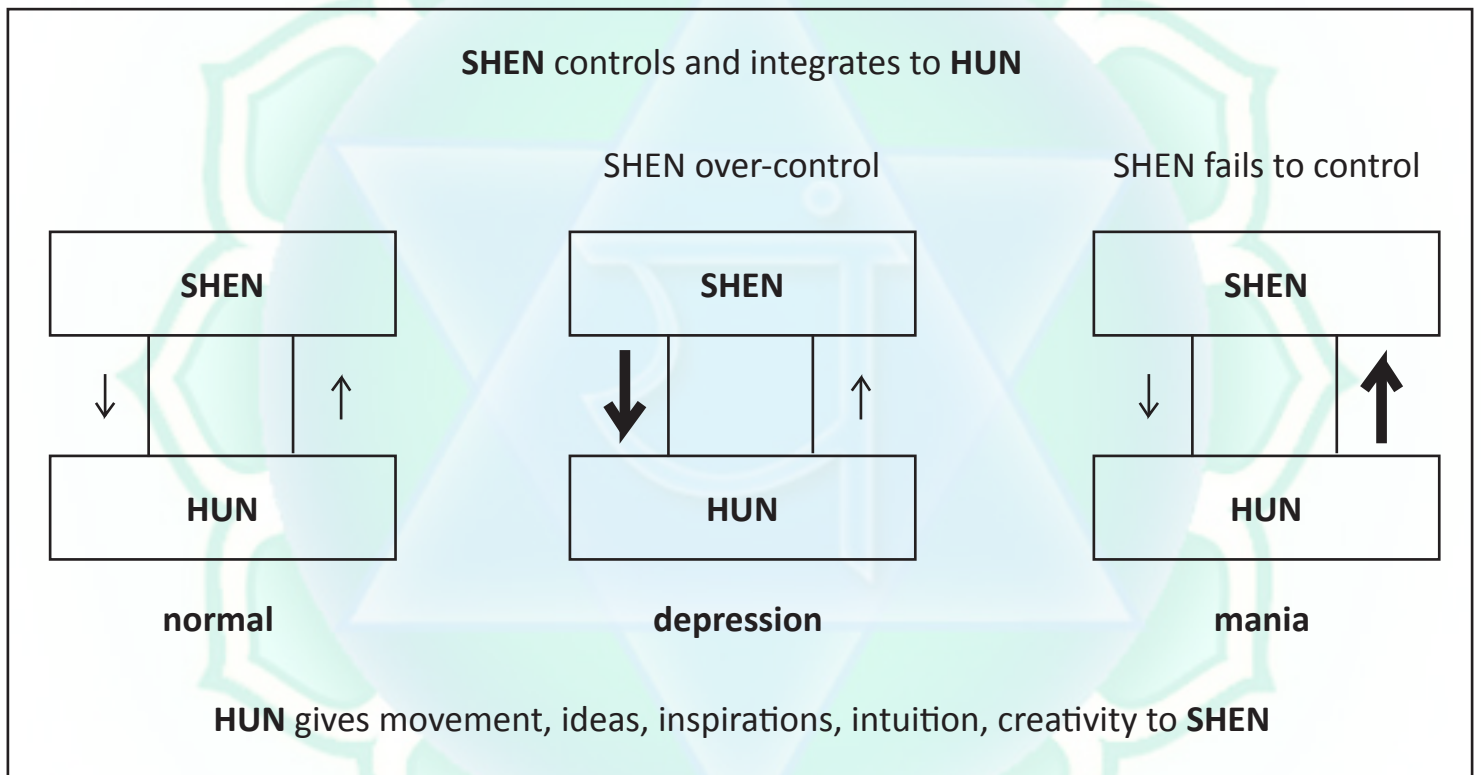 SHEN controls and integrates to HUN
SHEN over-control
SHEN fails to control
SHEN
SHEN
SHEN
HUN
HUN
HUN
normal
depression
mania
HUN gives movement, ideas, inspirations, intuition, creativity to SHEN